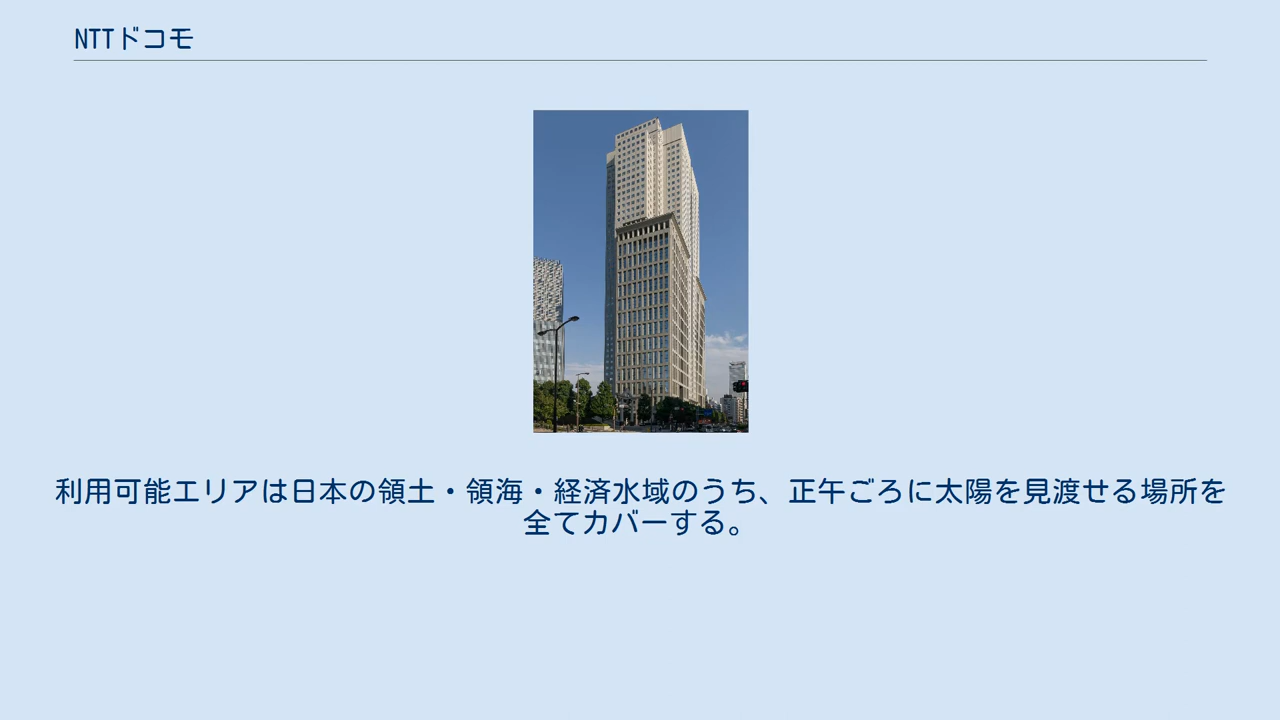 NTTドコモ
利用可能エリアは日本の領土・領海・経済水域のうち、正午ごろに太陽を見渡せる場所を
全てカバーする。